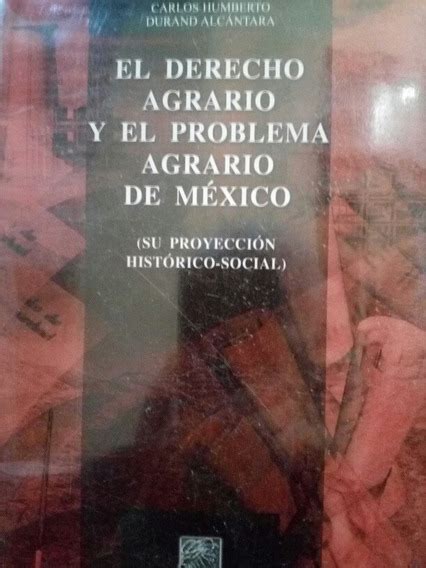 CARLOS HUMBERTO
DURAND ALCÁNTARA
EL DERECHO
AGRARIO
Y EL PROBLEMA
AGRARIO
DE MÉXICO
(SU PROYECCIÓN
HISTÓRICO-SOCIAL)